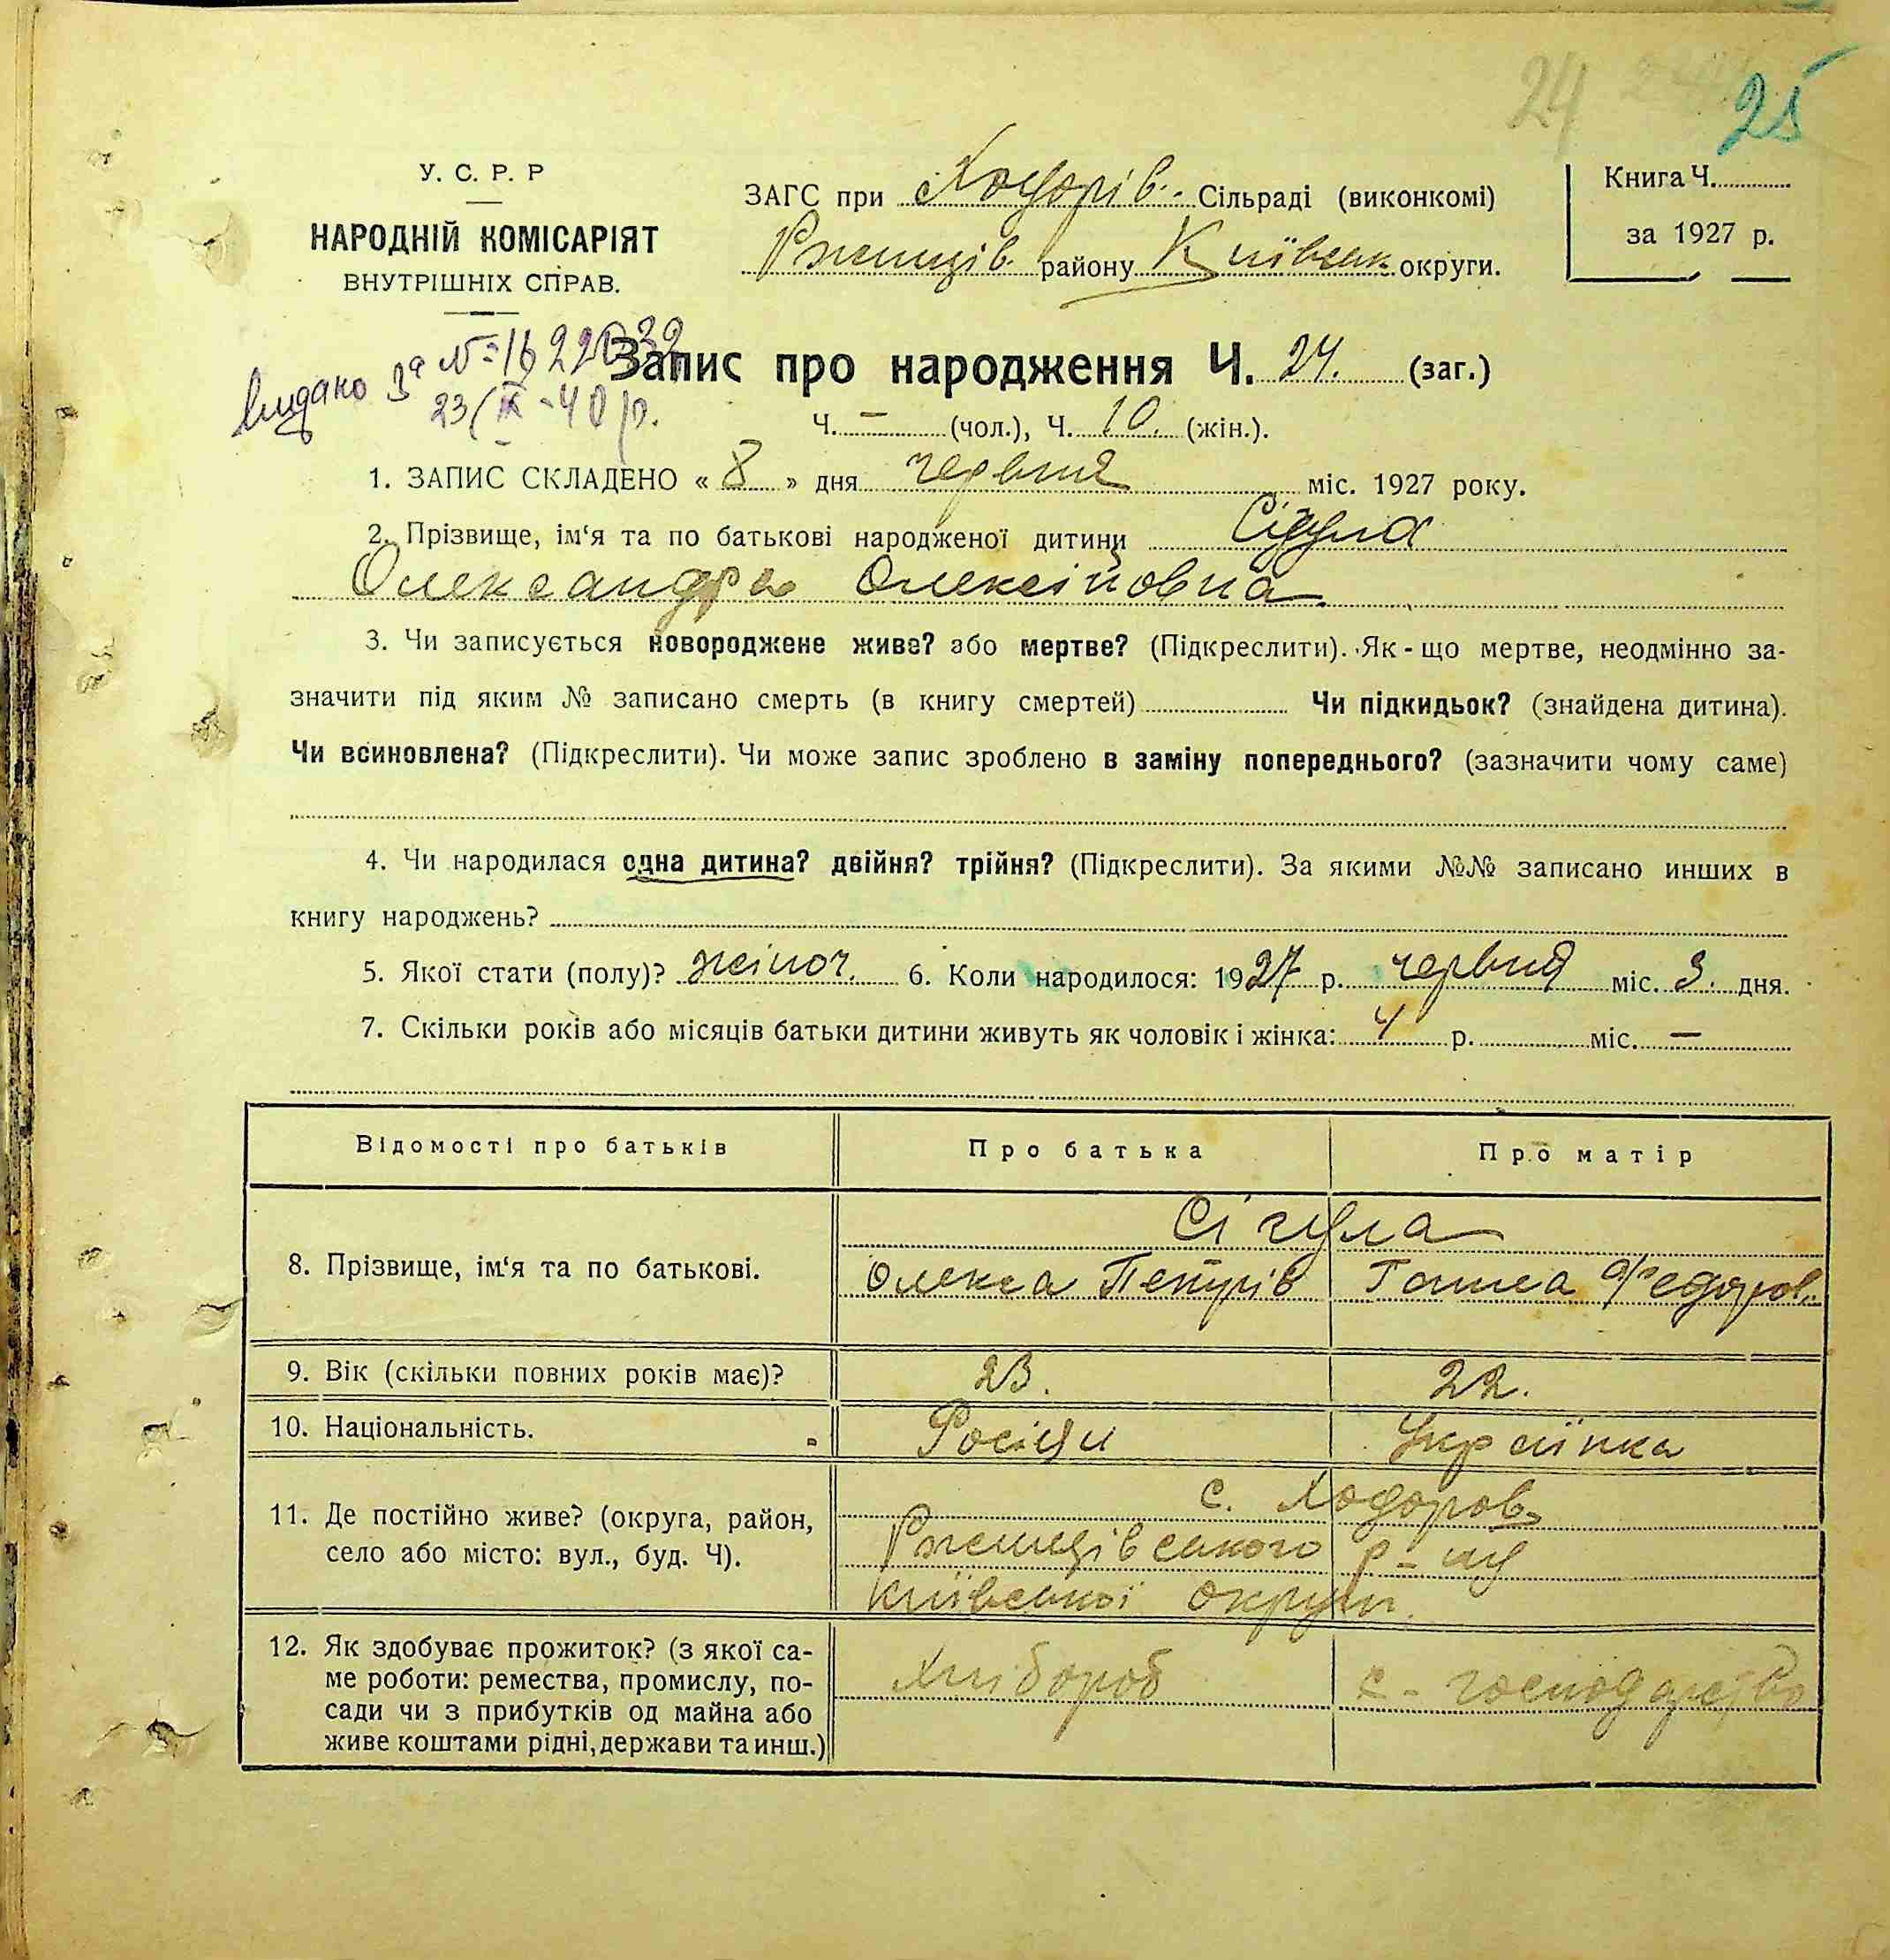 24 25
У. С. Р. Р
НАРОДНІЙ КОМІСАРІЯТ
ВНУТРІШНІХ СПРАВ.
ЗАГС при Ходорів. Сільраді (виконкомі)
Ржищів. району Київськ. округи.
Книга Ч.
за 1927 р.
видано За №
23/IX-40 р.
Запис про народження Ч. 24. (заг.)
Ч. — (чол.), Ч. 10. (жін.).
1. ЗАПИС СКЛАДЕНО « 8 » дня червня міс. 1927 року.
2. Прізвище, ім‘я та по батькові народженої дитини
Олександра Олексіповна
3. Чи записується новороджене живе? або мертве? (Підкреслити). Як - що мертве, неодмінно за-
значити під яким № записано смерть (в книгу смертей) Чи підкидьок? (знайдена дитина).
Чи всиновлена? (Підкреслити). Чи може запис зроблено в заміну попереднього? (зазначити чому саме)
4. Чи народилася одна дитина? двійня? трійня? (Підкреслити). За якими №№ записано инших в
книгу народжень?
5. Якої стати (полу)? жіноч. 6. Коли народилося: 1927 р. червня міс. 3. дня.
7. Скільки років або місяців батьки дитини живуть як чоловік і жінка: 4 р. міс. —
Відомості про батьків Про батька Про матір
8. Прізвище, ім‘я та по батькові.
Сігула
Олекса Петрів Ганна Федоров.
9. Вік (скільки повних років має)? 23. 22.
10. Національність. Українка
11. Де постійно живе? (округа, район,
село або місто: вул., буд. Ч).
с. Ходоров
Ржищівського р-ну
Київської округи.
12. Як здобуває прожиток? (з якої са-
ме роботи: ремества, промислу, по-
сади чи з прибутків од майна або
живе коштами рідні, держави та инш.)
Хлібороб с-господарство